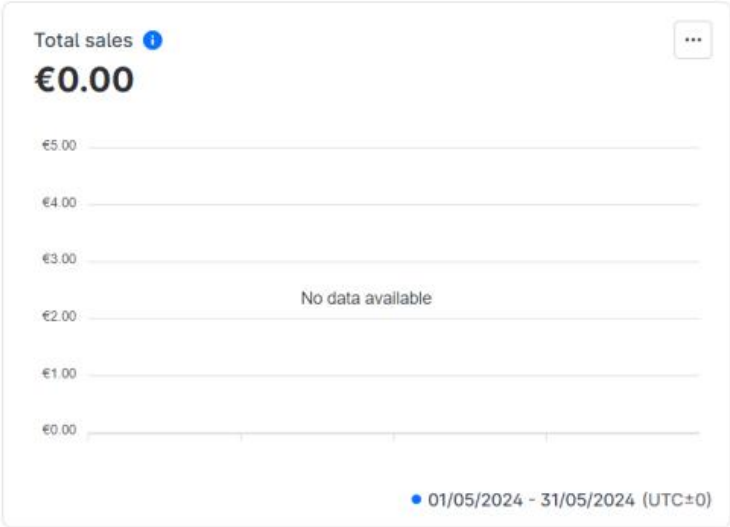 Total sales
€0.00
€5.00
€4.00
€3.00
No data available
€2.00
€1.00
€0.00
01/05/2024 - 31/05/2024 (UTC±0)